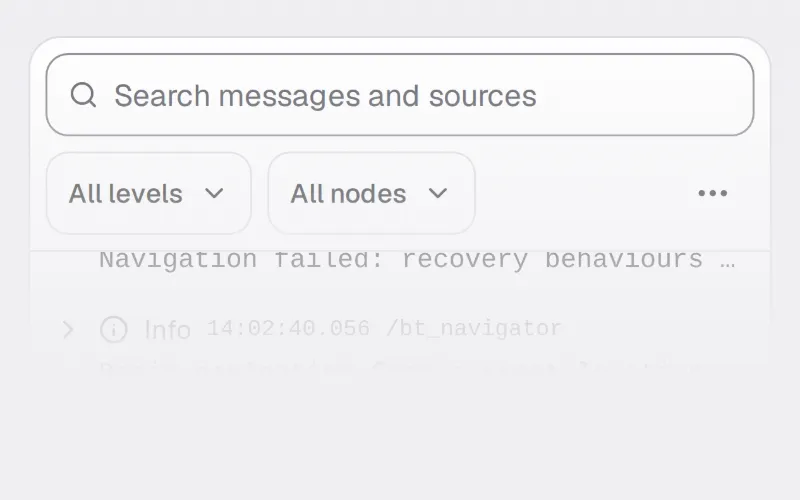 Search messages and sources
All levels
All nodes
Navigation failed: recovery behaviours …
Info 14:02:40.056 /bt_navigator